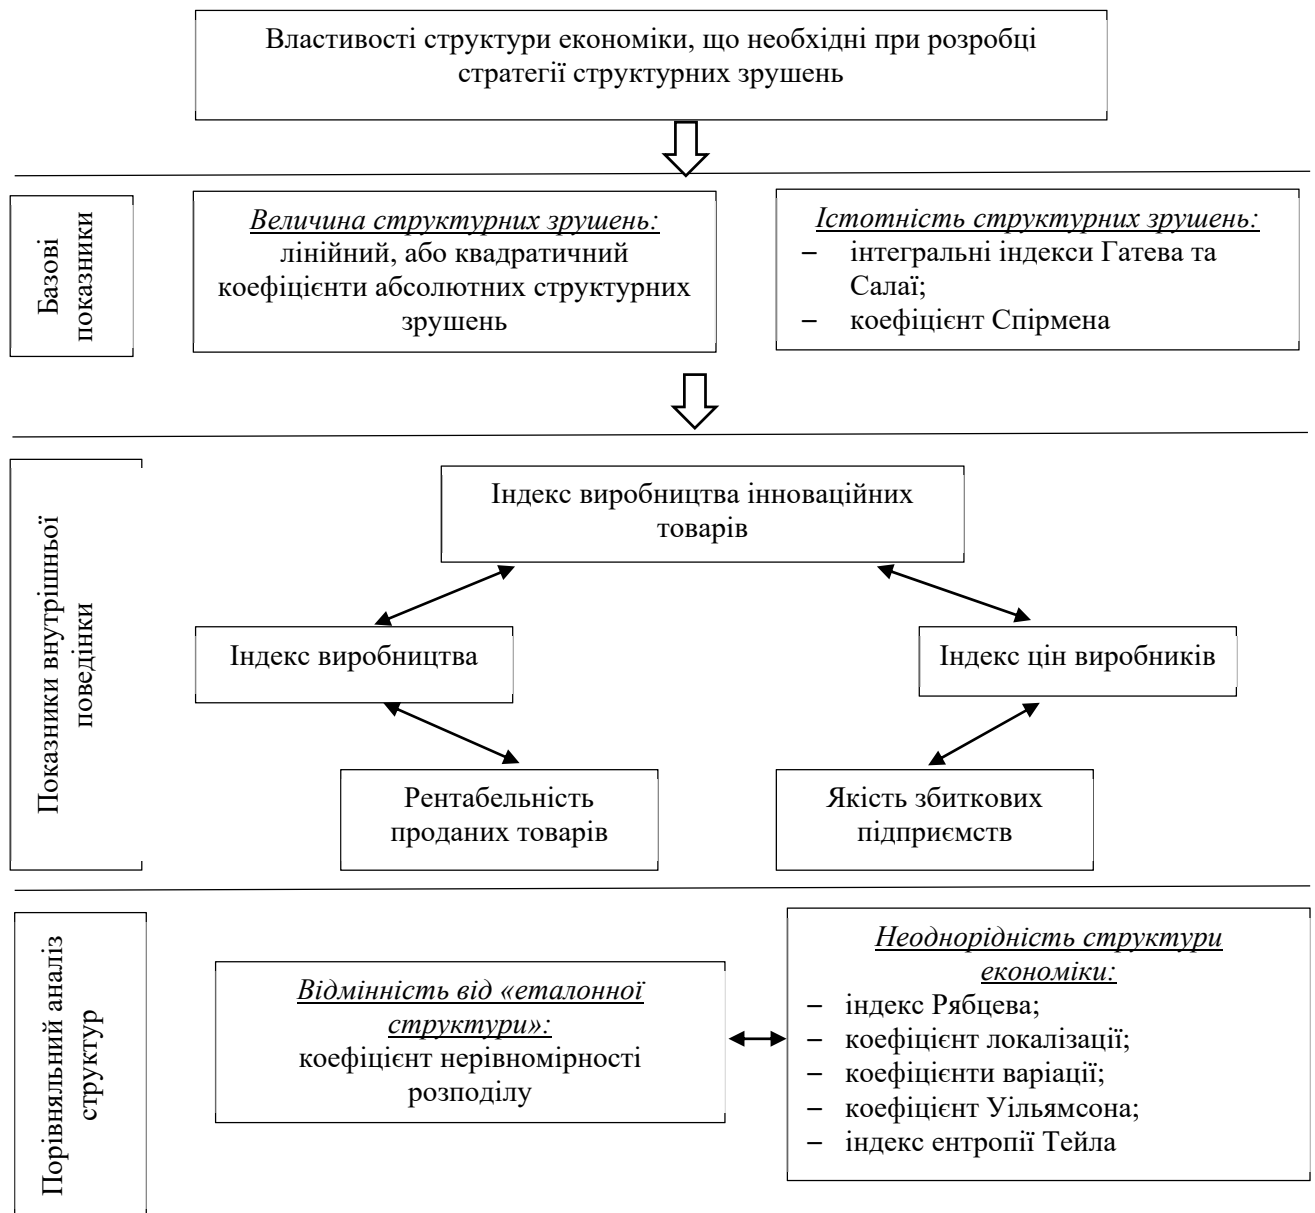 Властивості структури економіки, що необхідні при розробці
стратегії структурних зрушень
Базові
показники
Величина структурних зрушень:
лінійний, або квадратичний
коефіцієнти абсолютних структурних
зрушень
Істотність структурних зрушень:
– інтегральні індекси Гатева та
Салаї;
– коефіцієнт Спірмена
Показники внутрішньої
поведінки
Індекс виробництва інноваційних
товарів
Індекс виробництва
Індекс цін виробників
Рентабельність
проданих товарів
Якість збиткових
підприємств
Порівняльний аналіз
структур
Відмінність від «еталонної
структури»:
коефіцієнт нерівномірності
розподілу
Неоднорідність структури
економіки:
– індекс Рябцева;
– коефіцієнт локалізації;
– коефіцієнти варіації;
– коефіцієнт Уільямсона;
– індекс ентропії Тейла